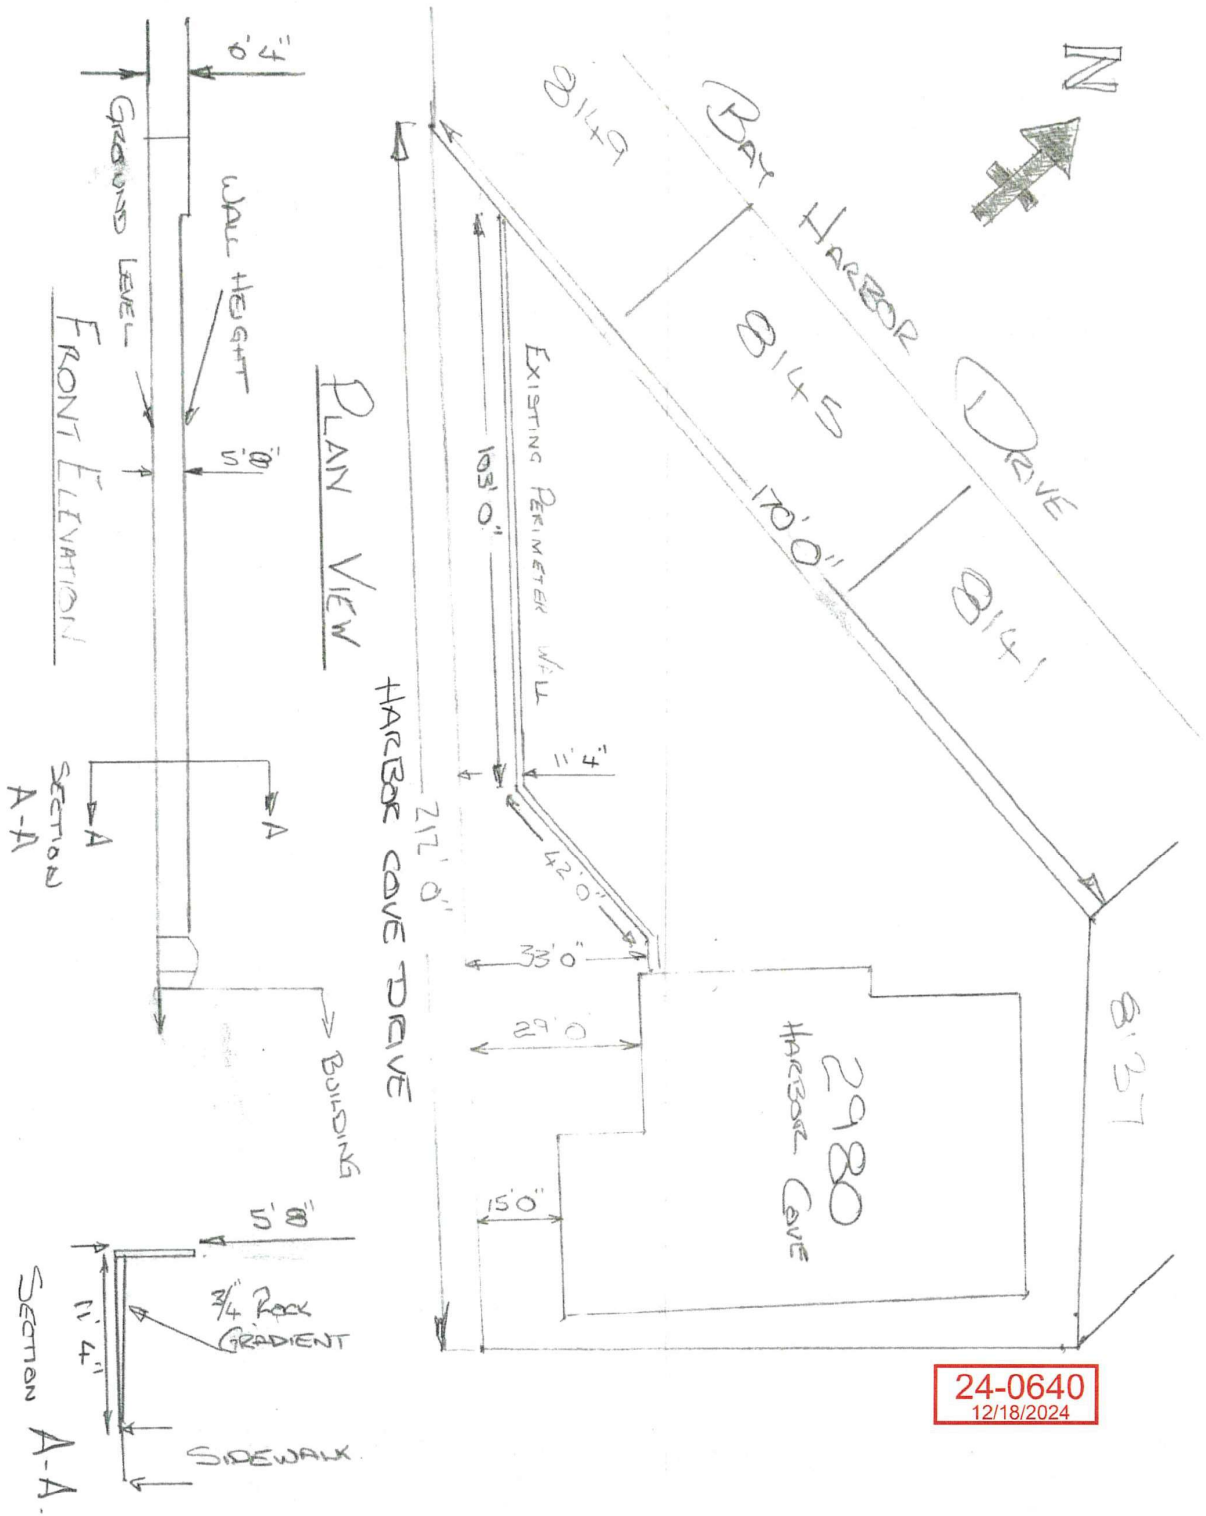 N
BAY HARBOR DRIVE
8149
8145
8141
8137
170'0"
EXISTING PERIMETER WALL
103'0"
11'4"
42'0"
33'0"
29'0
15'0"
2980
HARBOR COVE
212'0"
HARBOR COVE DRIVE
PLAN VIEW
6'4"
GROUND LEVEL
WALL HEIGHT
5'8"
FRONT ELEVATION
A
A
SECTION
A-A
BUILDING
5'8"
3/4" ROCK
GRADIENT
11'4"
SIDEWALK
SECTION A-A.
24-0640
12/18/2024